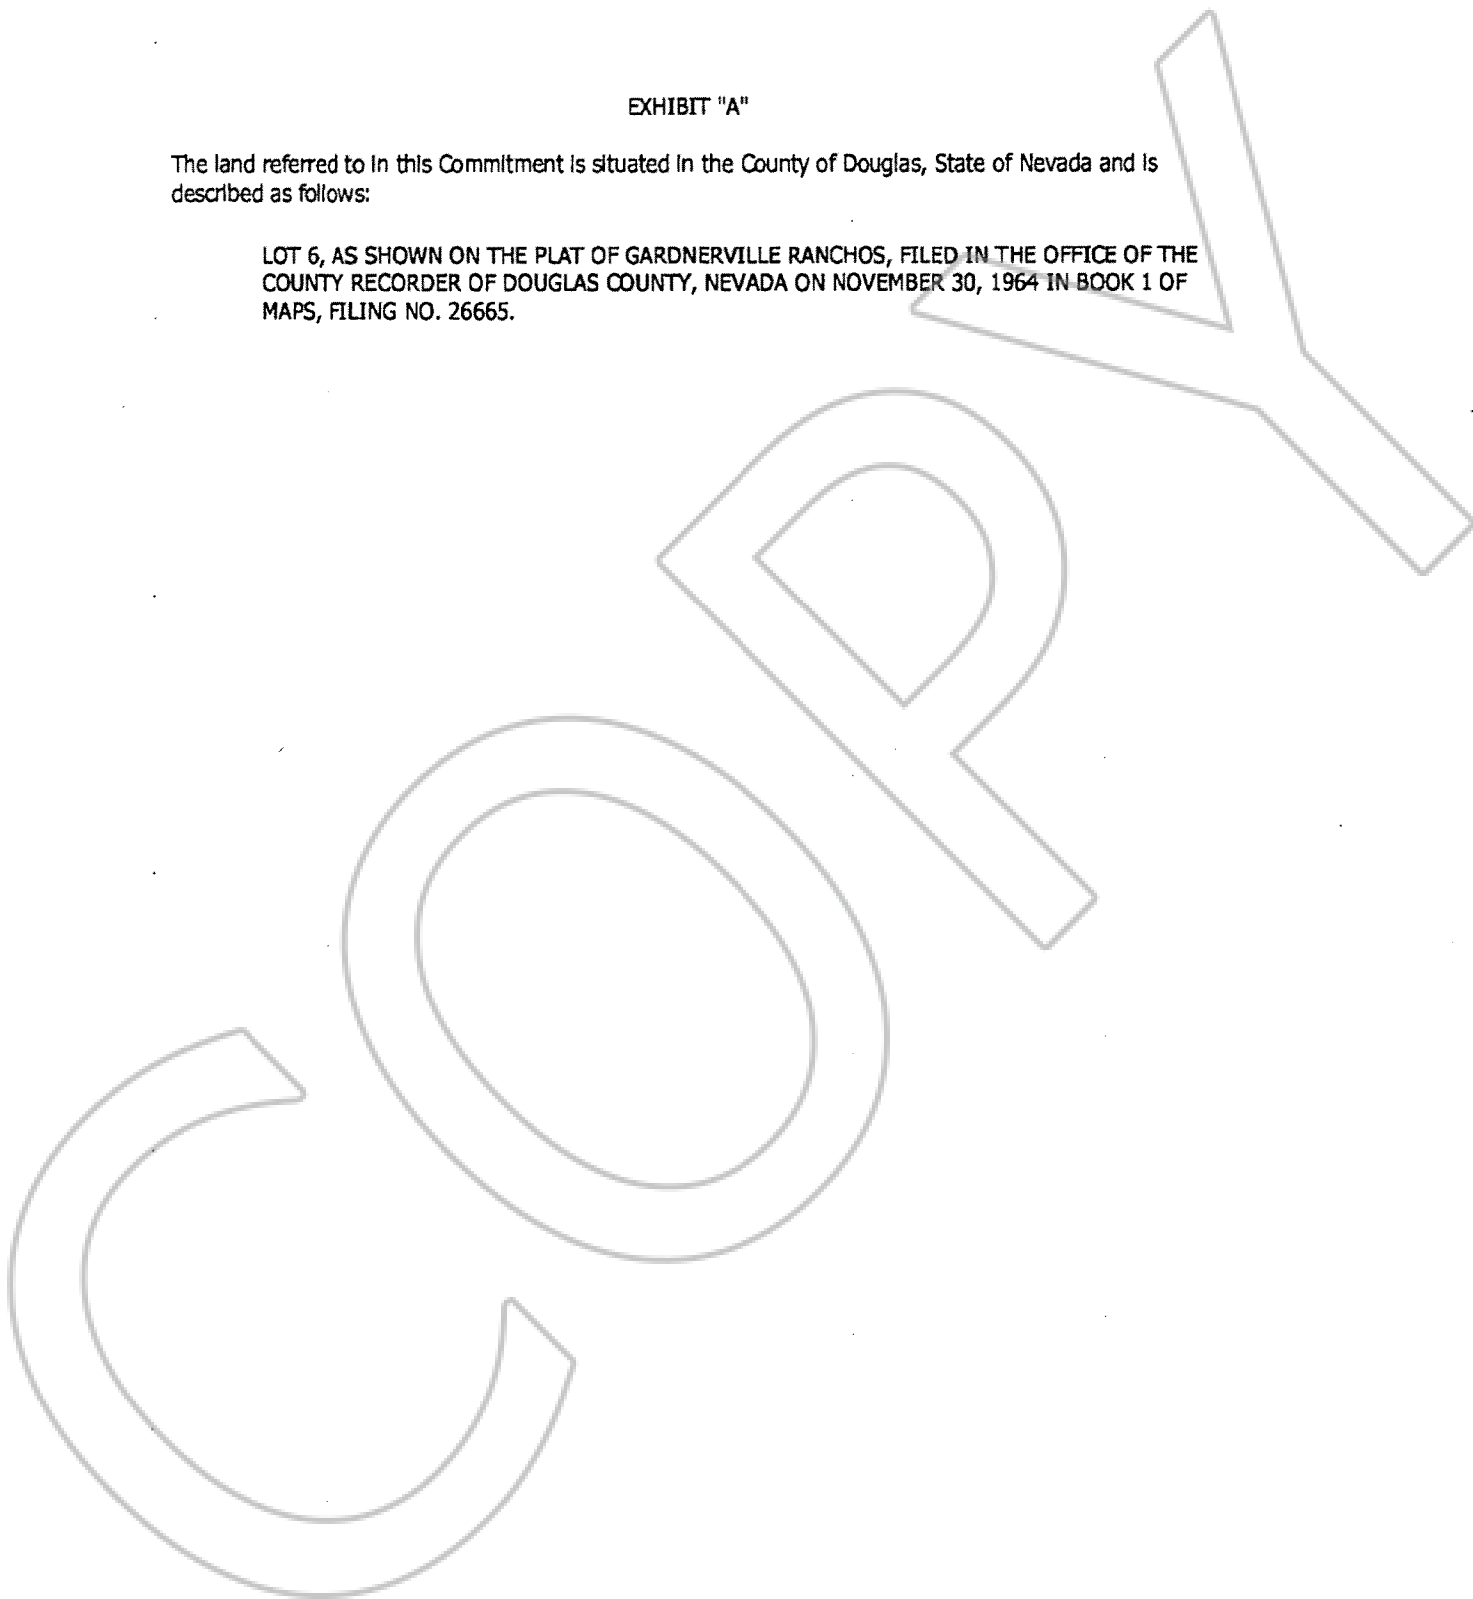 EXHIBIT "A"
The land referred to in this Commitment is situated in the County of Douglas, State of Nevada and is
described as follows:
LOT 6, AS SHOWN ON THE PLAT OF GARDNERVILLE RANCHOS, FILED IN THE OFFICE OF THE
COUNTY RECORDER OF DOUGLAS COUNTY, NEVADA ON NOVEMBER 30, 1964 IN BOOK 1 OF
MAPS, FILING NO. 26665.
COPY